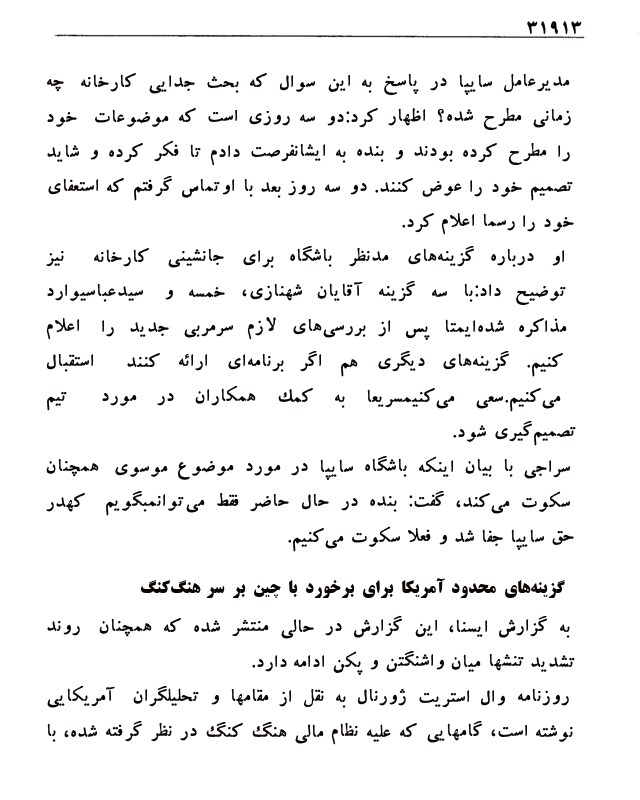 ۳۱۹۱۳
مدیرعامل سایپا در پاسخ به این سوال که بحث جدایی کارخانه چه
زمانی مطرح شده؟ اظهار کرد:دو سه روزی است که موضوعات خود
را مطرح کرده بودند و بنده به ایشانفرصت دادم تا فکر کرده و شاید
تصمیم خود را عوض کنند. دو سه روز بعد با او تماس گرفتم که استعفای
خود را رسما اعلام کرد.
او درباره گزینه‌های مدنظر باشگاه برای جانشینی کارخانه نیز
توضیح داد:با سه گزینه آقایان شهنازی، خمسه و سیدعباسیوارد
مذاکره شده‌ایمتا پس از بررسی‌های لازم سرمربی جدید را اعلام
کنیم. گزینه‌های دیگری هم اگر برنامه‌ای ارائه کنند استقبال
می‌کنیم.سعی می‌کنیمسریعا به کمك همکاران در مورد تیم
تصمیم‌گیری شود.
سراجی با بیان اینکه باشگاه سایپا در مورد موضوع موسوی همچنان
سکوت می‌کند، گفت: بنده در حال حاضر فقط می‌توانمبگویم کهدر
حق سایپا جفا شد و فعلا سکوت می‌کنیم.
گزینه‌های محدود آمریکا برای برخورد با چین بر سر هنگ‌کنگ
به گزارش ایسنا، این گزارش در حالی منتشر شده که همچنان روند
تشدید تنشها میان واشنگتن و پکن ادامه دارد.
روزنامه وال استریت ژورنال به نقل از مقامها و تحلیلگران آمریکایی
نوشته است، گامهایی که علیه نظام مالی هنگ کنگ در نظر گرفته شده، با